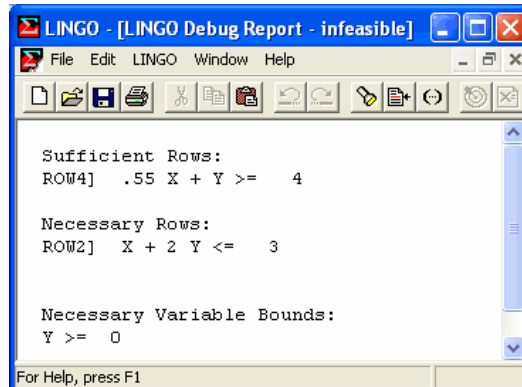 LINGO - [LINGO Debug Report - infeasible]
File Edit LINGO Window Help
Sufficient Rows:
ROW4] .55 X + Y >= 4
Necessary Rows:
ROW2] X + 2 Y <= 3
Necessary Variable Bounds:
Y >= 0
For Help, press F1